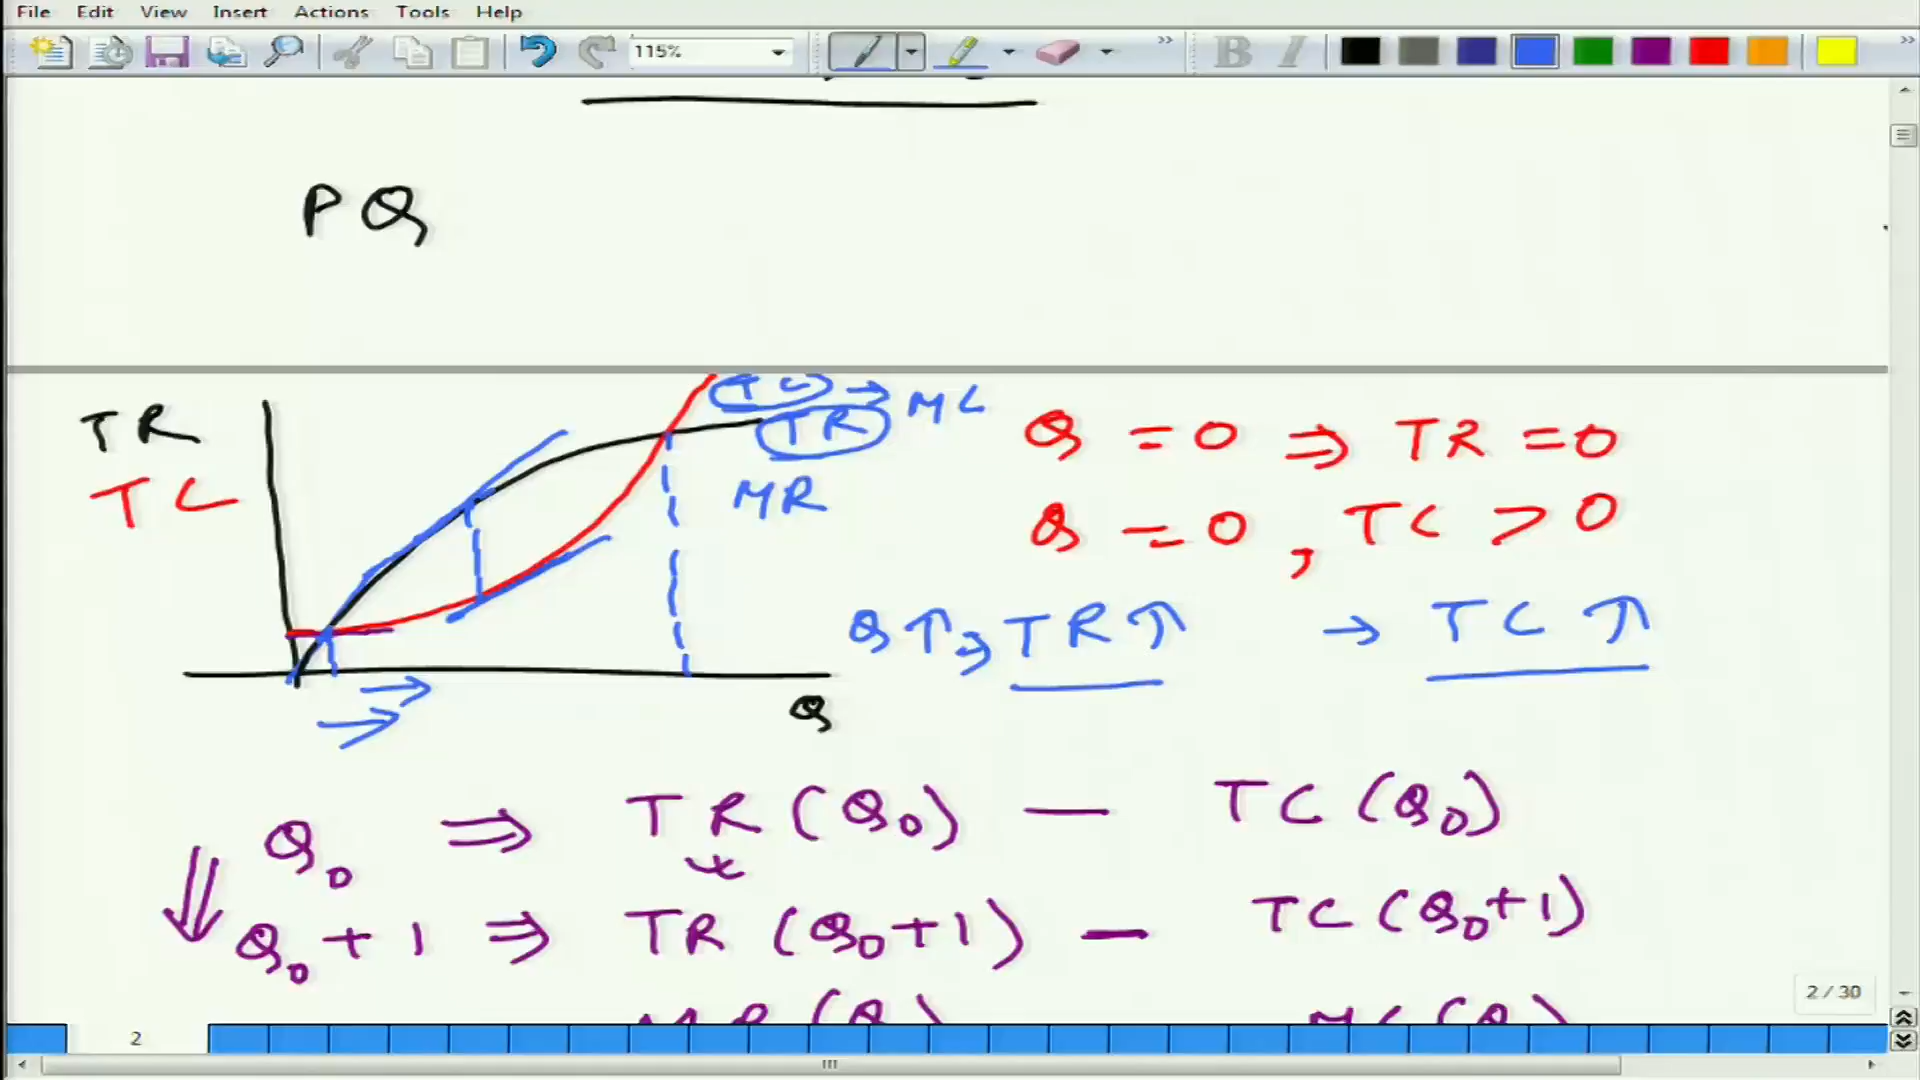 File Edit View Insert Actions Tools Help
115%
B I
P Q
TR
TC
TC → MC
TR
MR
Q
Q = 0 ⇒ TR = 0
Q = 0 , TC > 0
Q ↑ ⇒ TR ↑ → TC ↑
Q0 ⇒ TR (Q0) — TC (Q0)
Q0 + 1 ⇒ TR (Q0+1) — TC (Q0+1)
MR (Q) MC (Q)
2 / 30
2